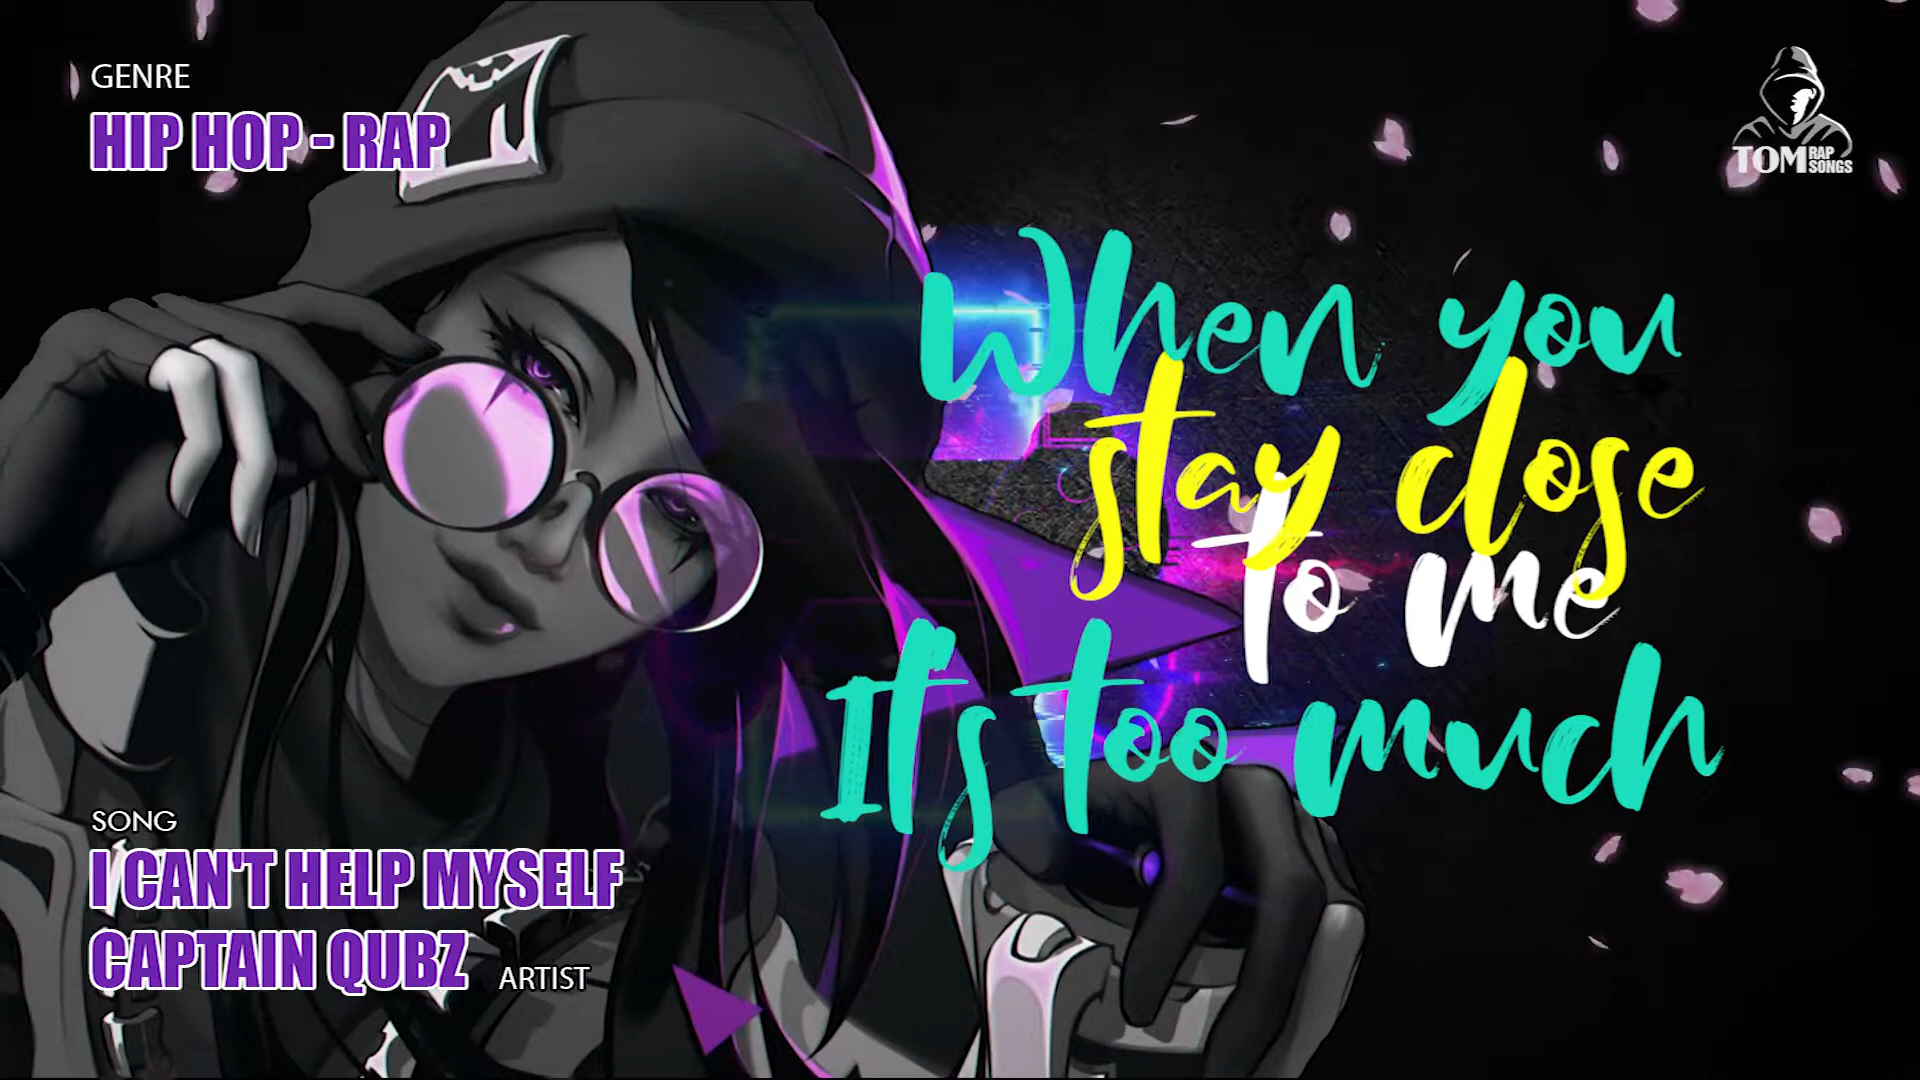 GENRE
HIP HOP - RAP
TOM RAP SONGS
When you
stay close
to me
It's too much
SONG
I CAN'T HELP MYSELF
CAPTAIN QUBZ ARTIST